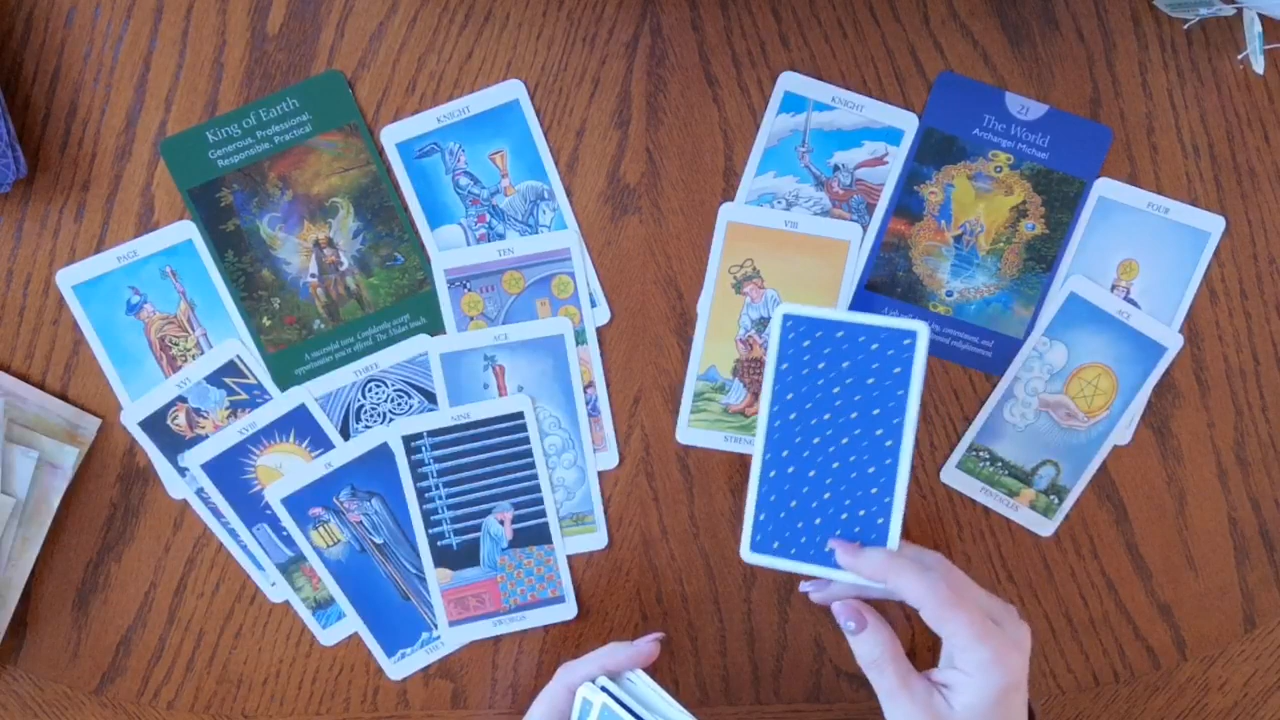 King of Earth
Generous, Professional,
Responsible, Practical
A successful time. Confidently accept
opportunities you're offered. The Midas touch.
PAGE
XVI
XVIII
IX
THREE
KNIGHT
TEN
ACE
NINE
SWORDS
KNIGHT
VIII
21
The World
Archangel Michael
FOUR
ACE
PENTACLES